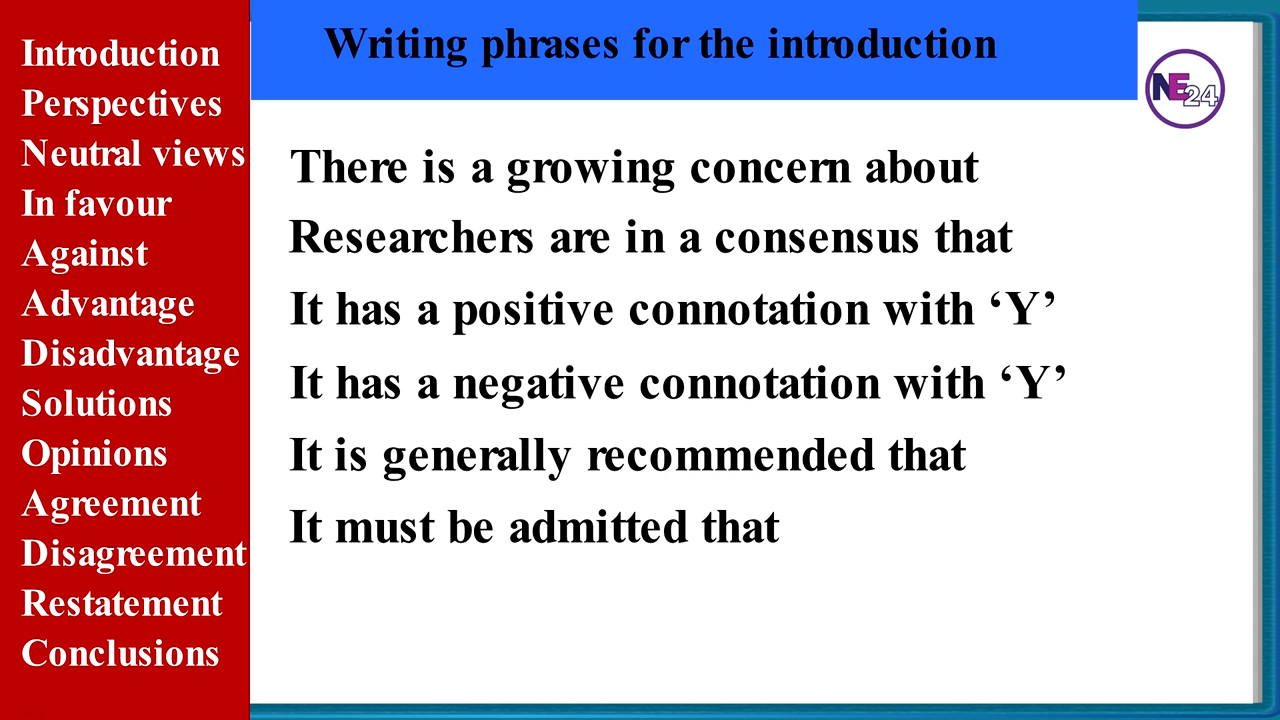 Introduction
Perspectives
Neutral views
In favour
Against
Advantage
Disadvantage
Solutions
Opinions
Agreement
Disagreement
Restatement
Conclusions
Writing phrases for the introduction
NE24
There is a growing concern about
Researchers are in a consensus that
It has a positive connotation with ‘Y’
It has a negative connotation with ‘Y’
It is generally recommended that
It must be admitted that